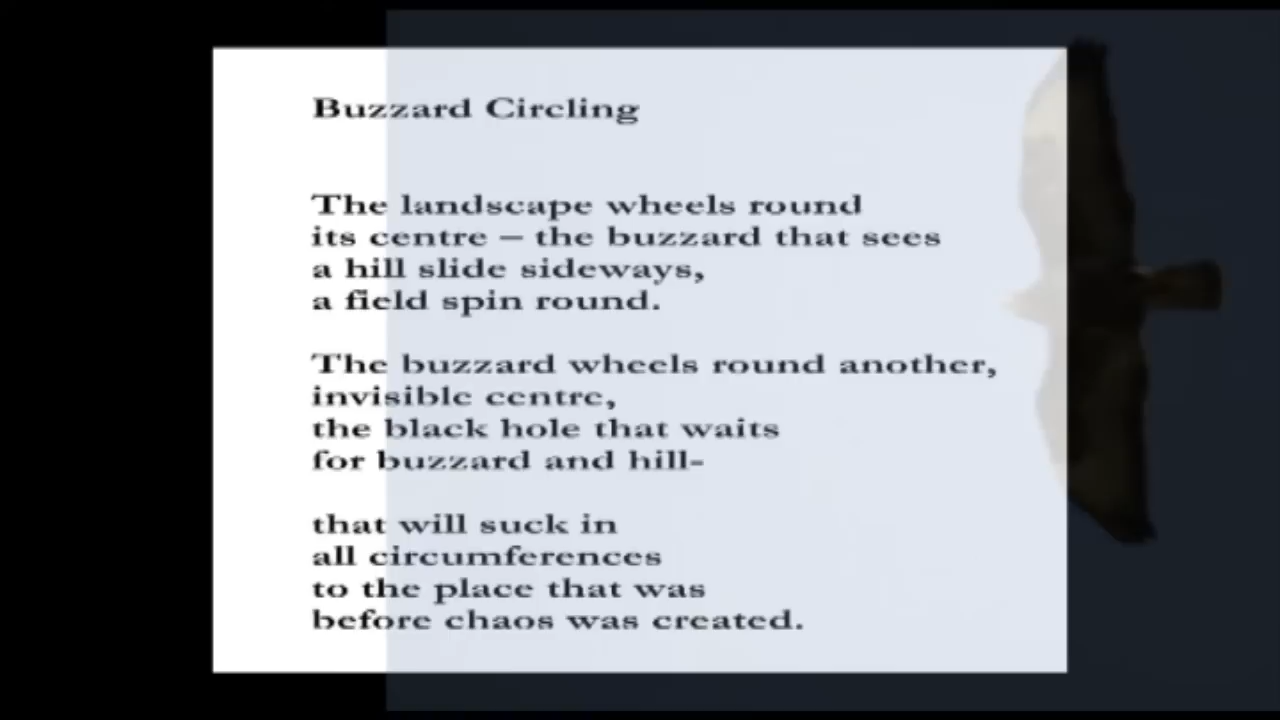 Buzzard Circling
The landscape wheels round
its centre – the buzzard that sees
a hill slide sideways,
a field spin round.
The buzzard wheels round another,
invisible centre,
the black hole that waits
for buzzard and hill-
that will suck in
all circumferences
to the place that was
before chaos was created.